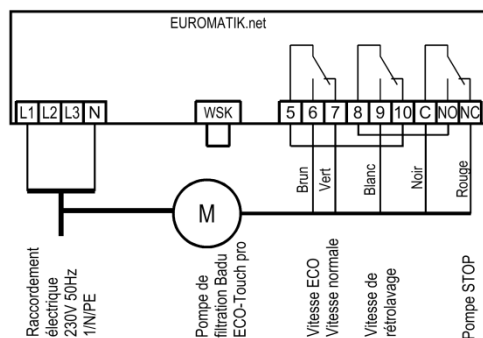 EUROMATIK.net
L1 L2 L3 N WSK 5 6 7 8 9 10 C NO NC
Brun
Vert
Blanc
Noir
Rouge
M
Raccordement
électrique
230V 50Hz
1/N/PE
Pompe de
filtration Badu
ECO-Touch pro
Vitesse ECO
Vitesse normale
Vitesse de
rétrolavage
Pompe STOP